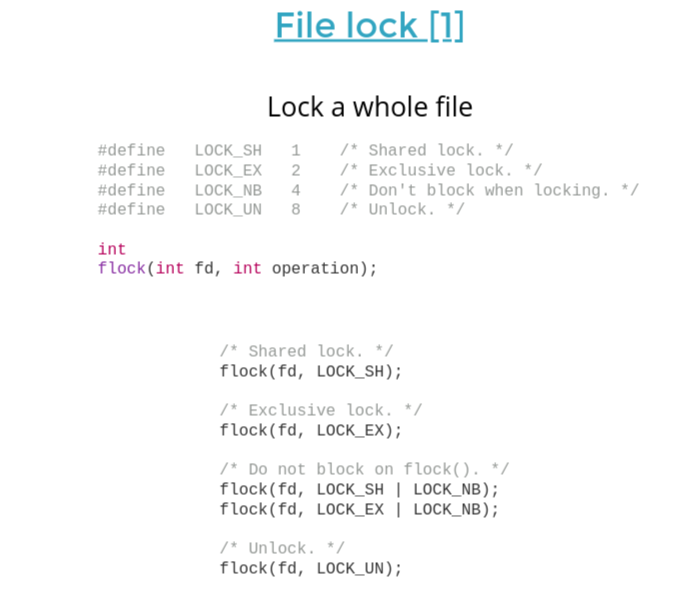 File lock [1]
Lock a whole file
#define   LOCK_SH   1    /* Shared lock. */
#define   LOCK_EX   2    /* Exclusive lock. */
#define   LOCK_NB   4    /* Don't block when locking. */
#define   LOCK_UN   8    /* Unlock. */
int
flock(int fd, int operation);
/* Shared lock. */
flock(fd, LOCK_SH);
/* Exclusive lock. */
flock(fd, LOCK_EX);
/* Do not block on flock(). */
flock(fd, LOCK_SH | LOCK_NB);
flock(fd, LOCK_EX | LOCK_NB);
/* Unlock. */
flock(fd, LOCK_UN);